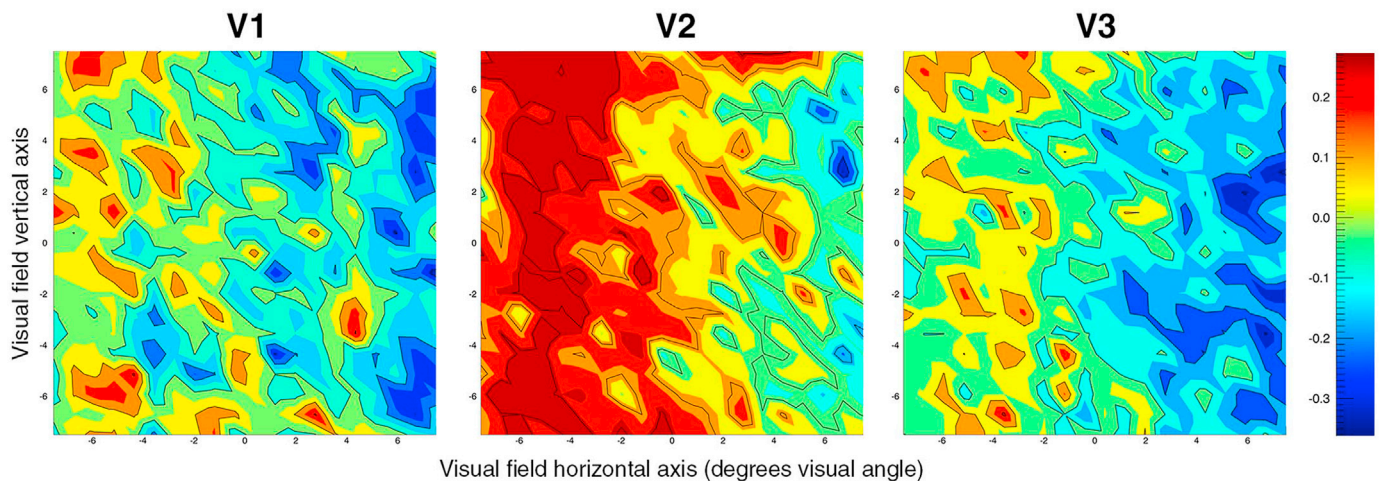 V1 V2 V3
Visual field vertical axis
6 6 6
4 4 4
2 2 2
0 0 0
-2 -2 -2
-4 -4 -4
-6 -6 -6
-6 -4 -2 0 2 4 6 -6 -4 -2 0 2 4 6 -6 -4 -2 0 2 4 6
0.2
0.1
0.0
-0.1
-0.2
-0.3
Visual field horizontal axis (degrees visual angle)